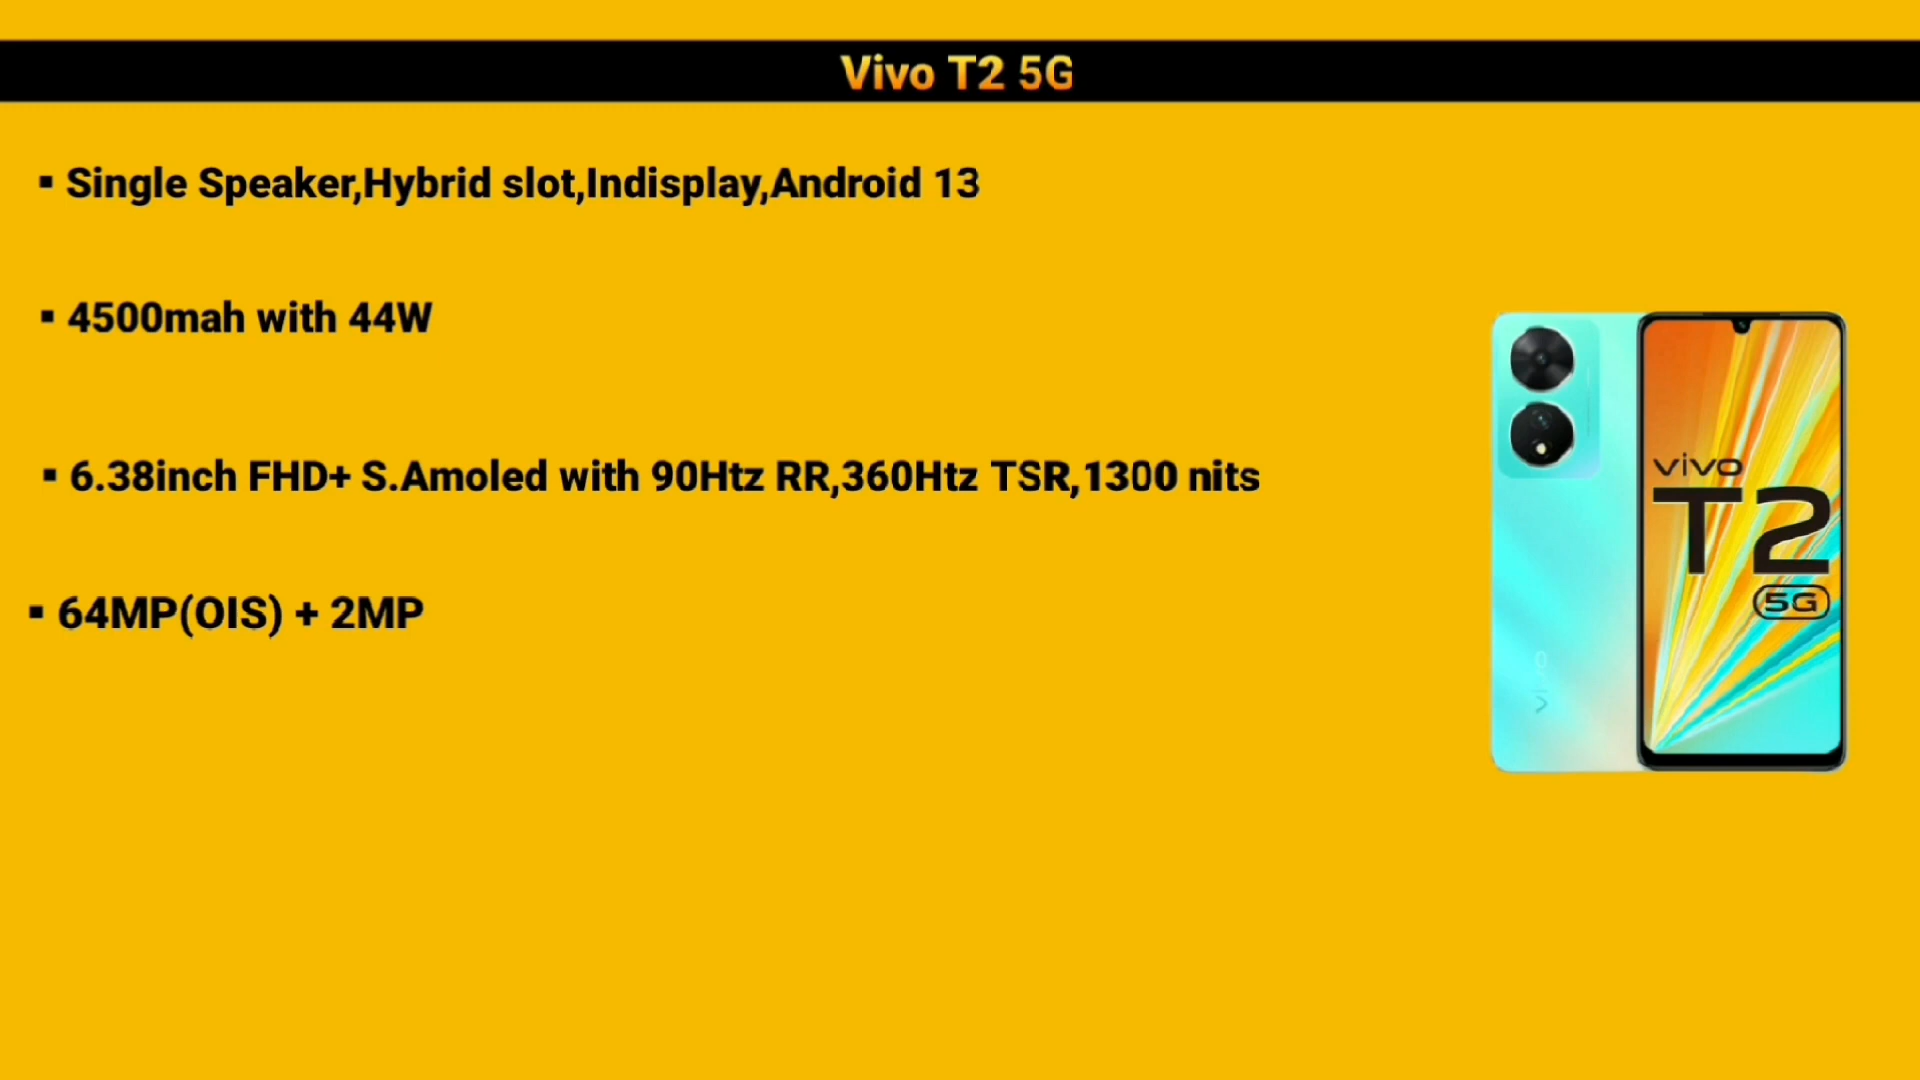 Vivo T2 5G
▪ Single Speaker,Hybrid slot,Indisplay,Android 13
▪ 4500mah with 44W
▪ 6.38inch FHD+ S.Amoled with 90Htz RR,360Htz TSR,1300 nits
▪ 64MP(OIS) + 2MP
vivo
T2
5G
vivo